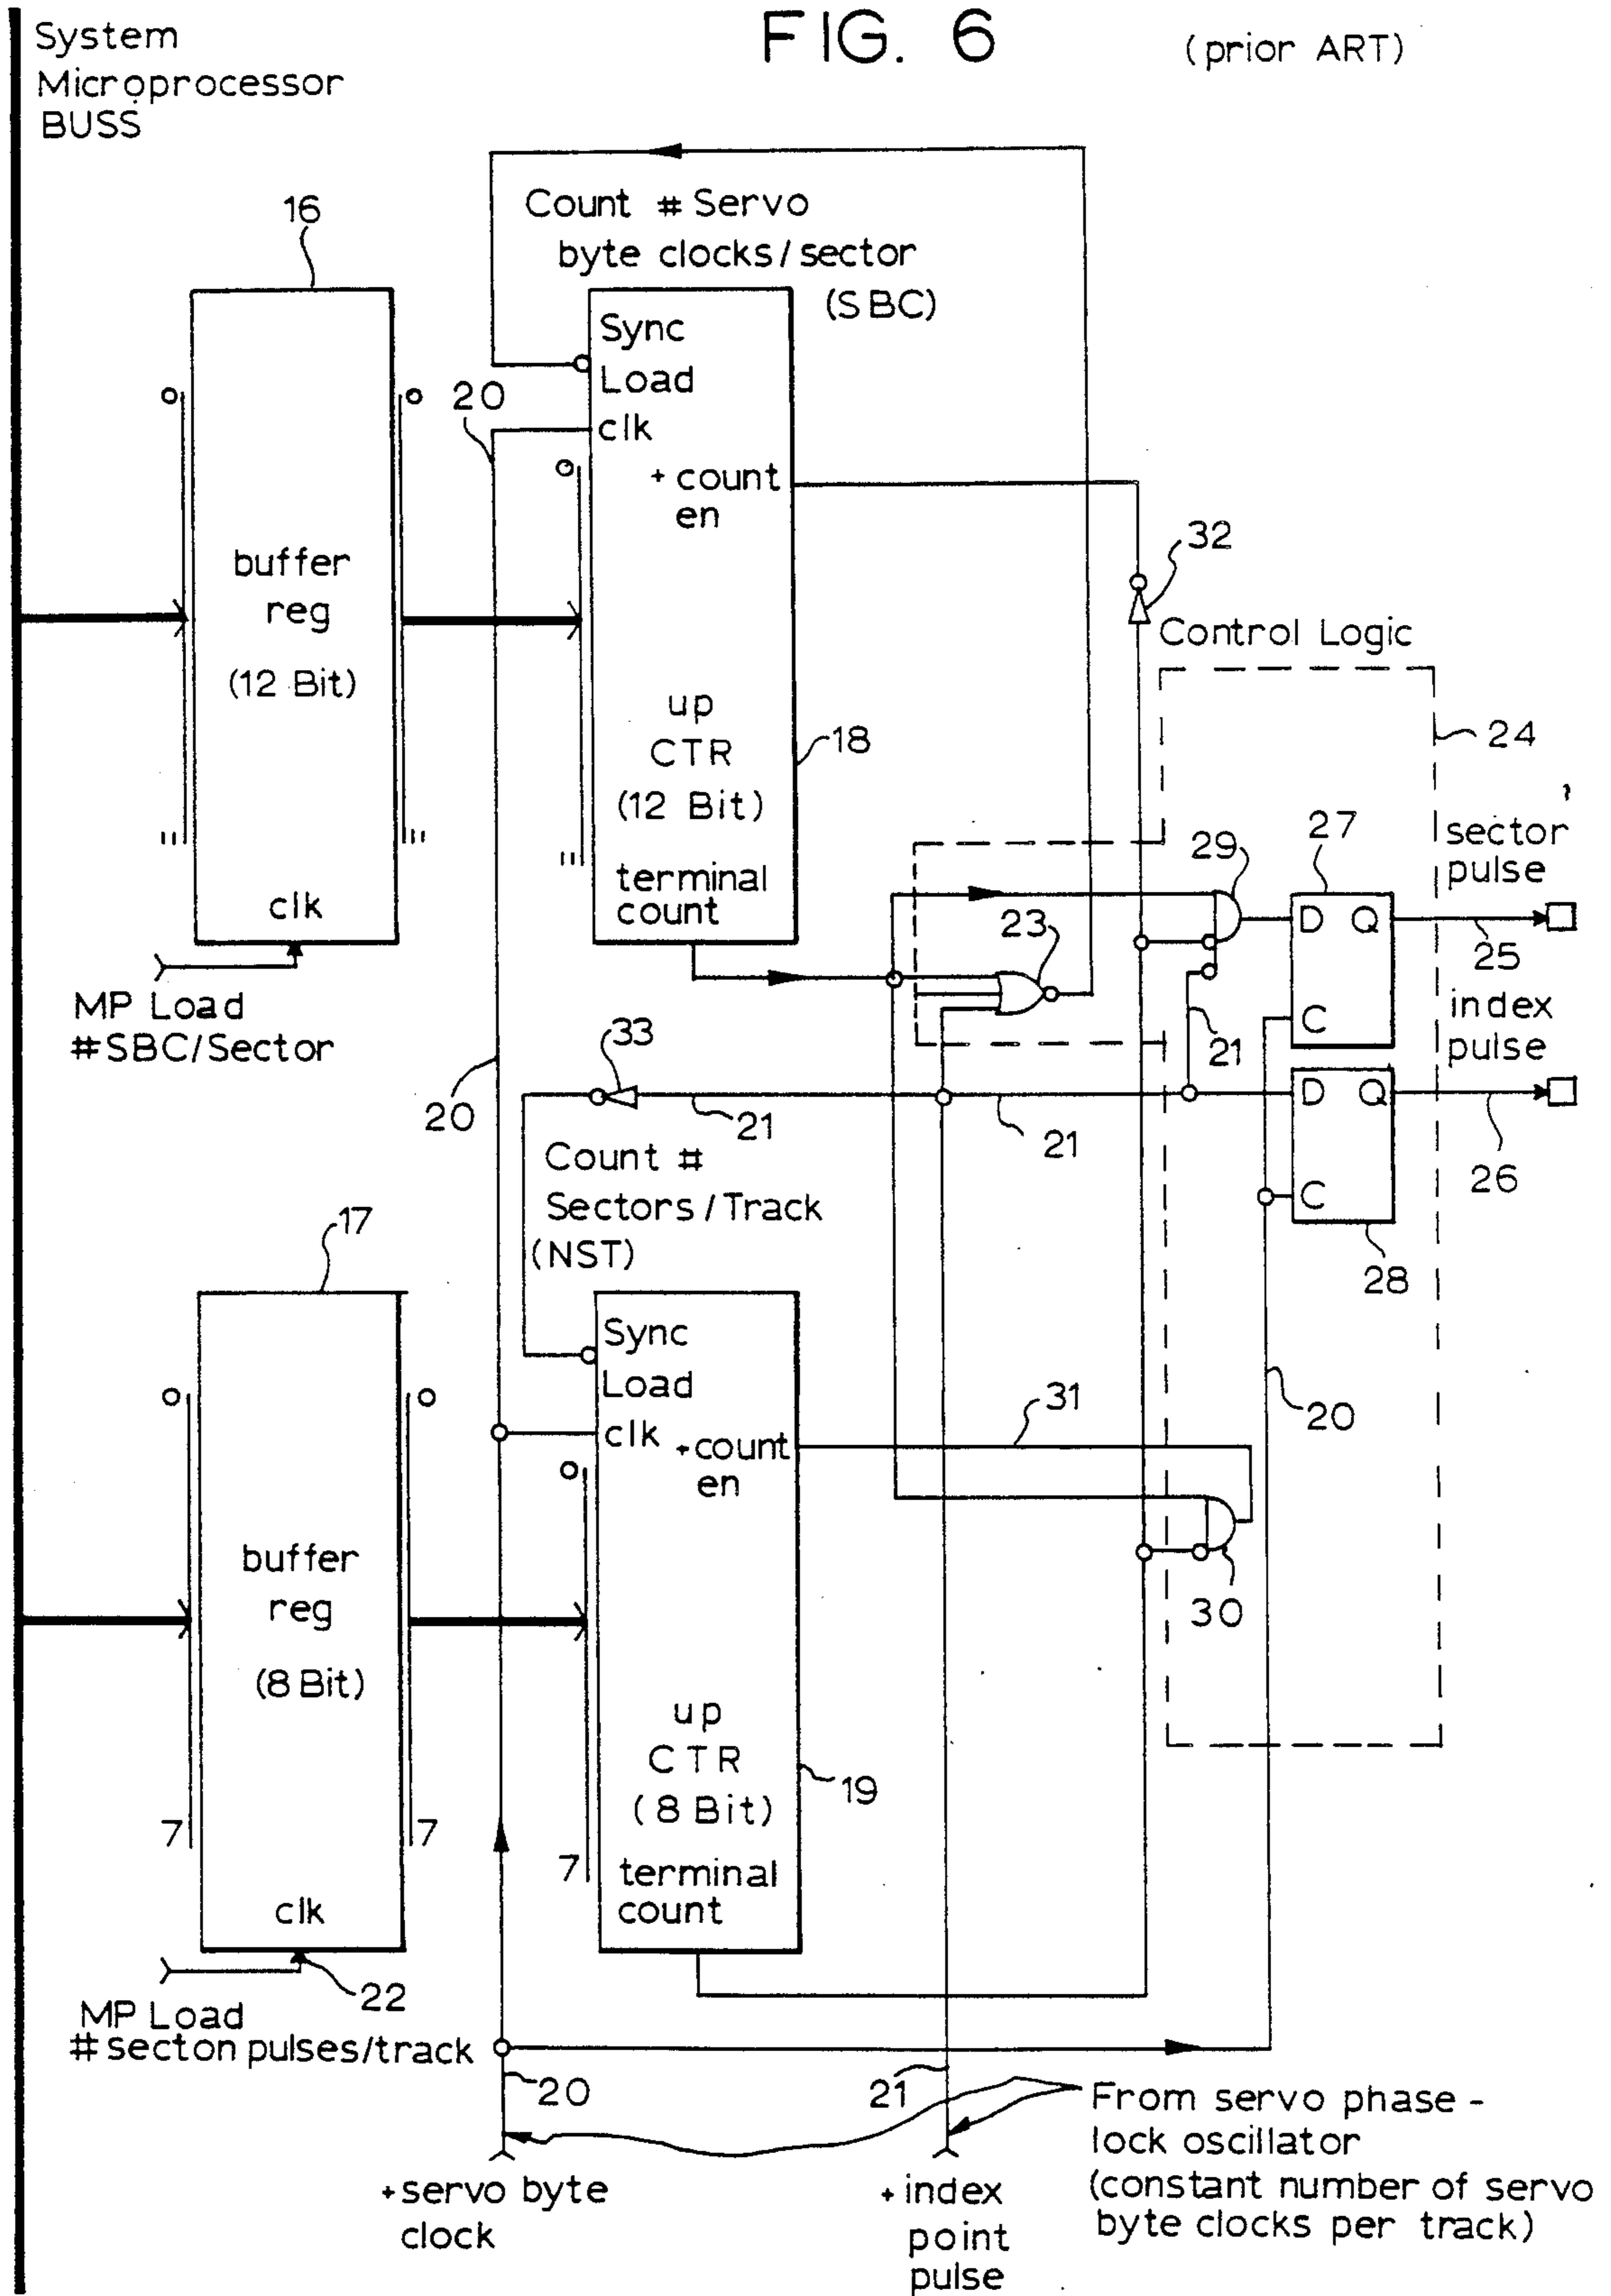 FIG. 6
(prior ART)
System
Microprocessor
BUSS
16
Count # Servo
byte clocks/sector
(SBC)
Sync
Load
20
clk
+ count
en
32
buffer
reg
(12 Bit)
Control Logic
up
CTR
(12 Bit)
18
24
27
sector
pulse
29
terminal
count
clk
D Q
23
25
MP Load
#SBC/Sector
index
pulse
C
33
21
D Q
20
21
21
26
Count #
Sectors/Track
(NST)
C
17
28
Sync
Load
31
20
clk
+count
en
buffer
reg
(8 Bit)
30
up
CTR
(8 Bit)
19
7
7
7
terminal
count
clk
22
MP Load
#secton pulses/track
20
21
From servo phase-
lock oscillator
(constant number of servo
byte clocks per track)
+servo byte
clock
+index
point
pulse